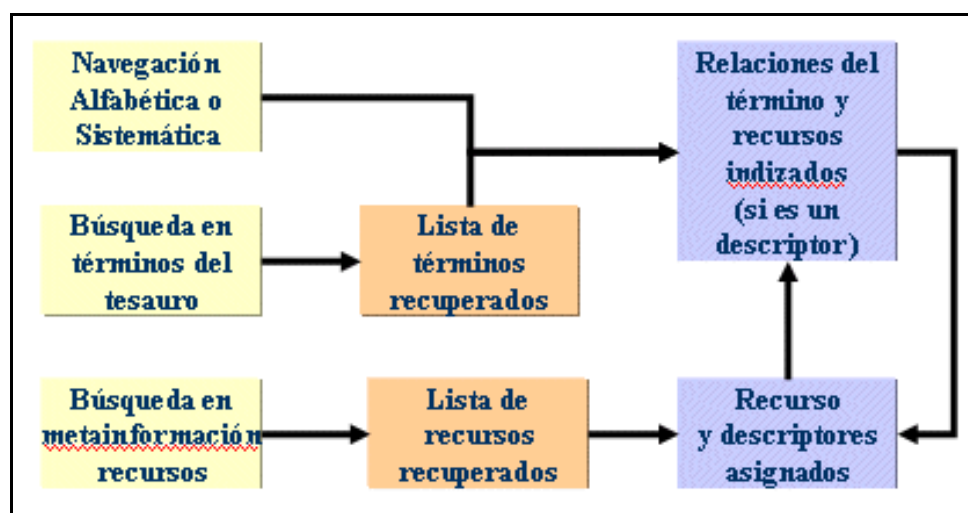 Navegación
Alfabética o
Sistemática
Relaciones del
término y
recursos
indizados
(si es un
descriptor)
Búsqueda en
términos del
tesauro
Lista de
términos
recuperados
Búsqueda en
metainformación
recursos
Lista de
recursos
recuperados
Recurso
y descriptores
asignados